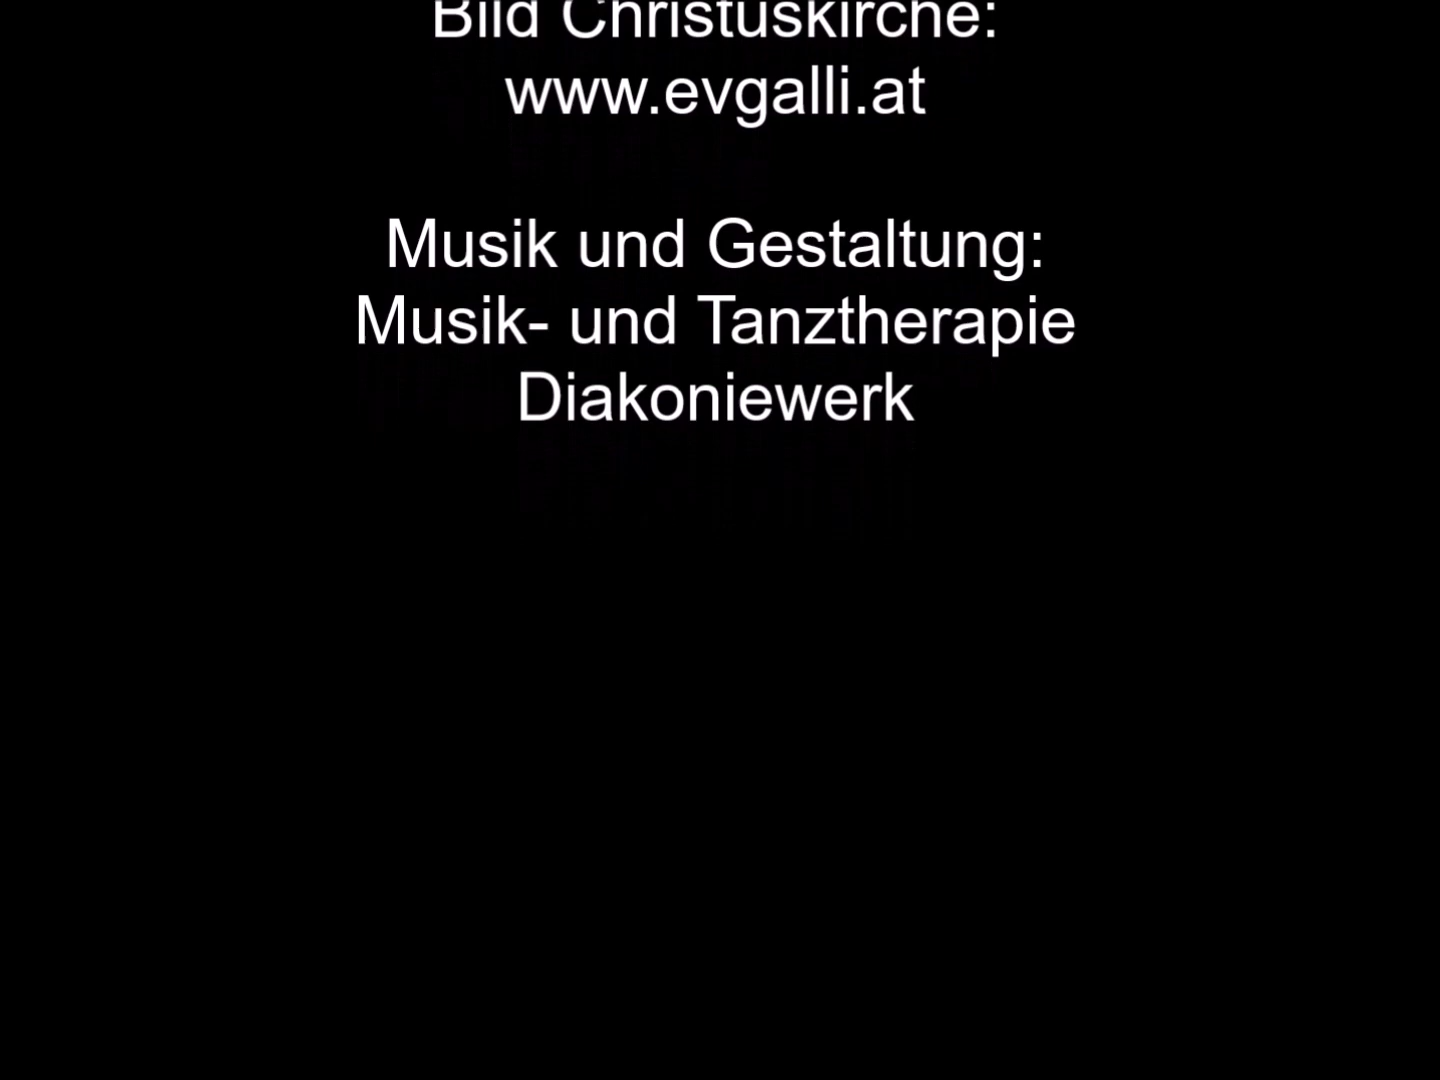 Bild Christuskirche:
www.evgalli.at
Musik und Gestaltung:
Musik- und Tanztherapie
Diakoniewerk